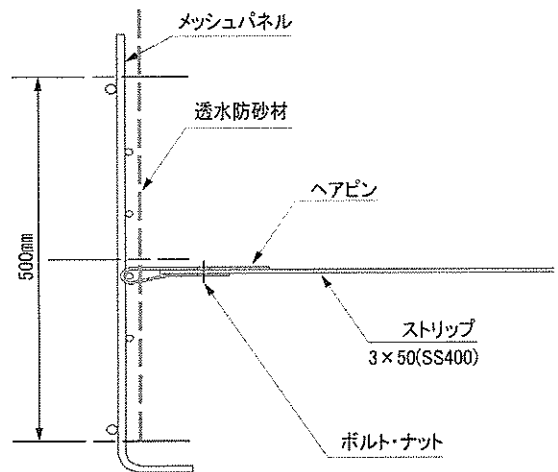 メッシュパネル
透水防砂材
ヘアピン
500mm
ストリップ
3×50(SS400)
ボルト・ナット